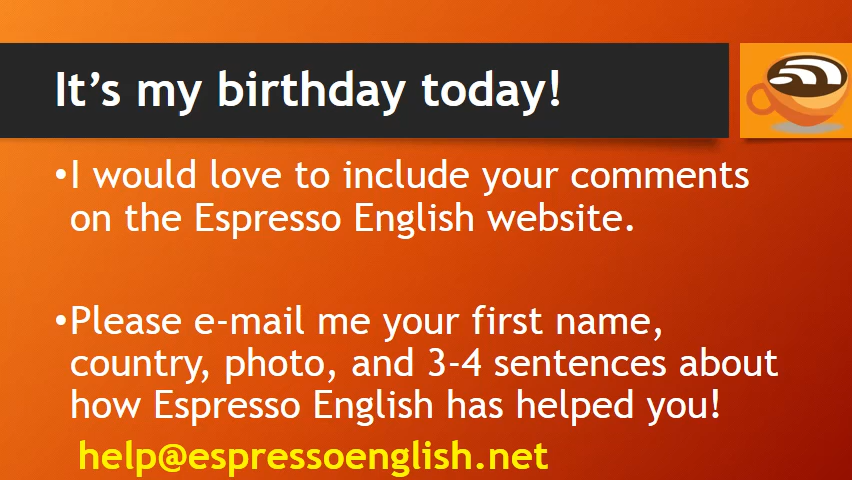 It’s my birthday today!
•I would love to include your comments
on the Espresso English website.
•Please e-mail me your first name,
country, photo, and 3-4 sentences about
how Espresso English has helped you!
help@espressoenglish.net